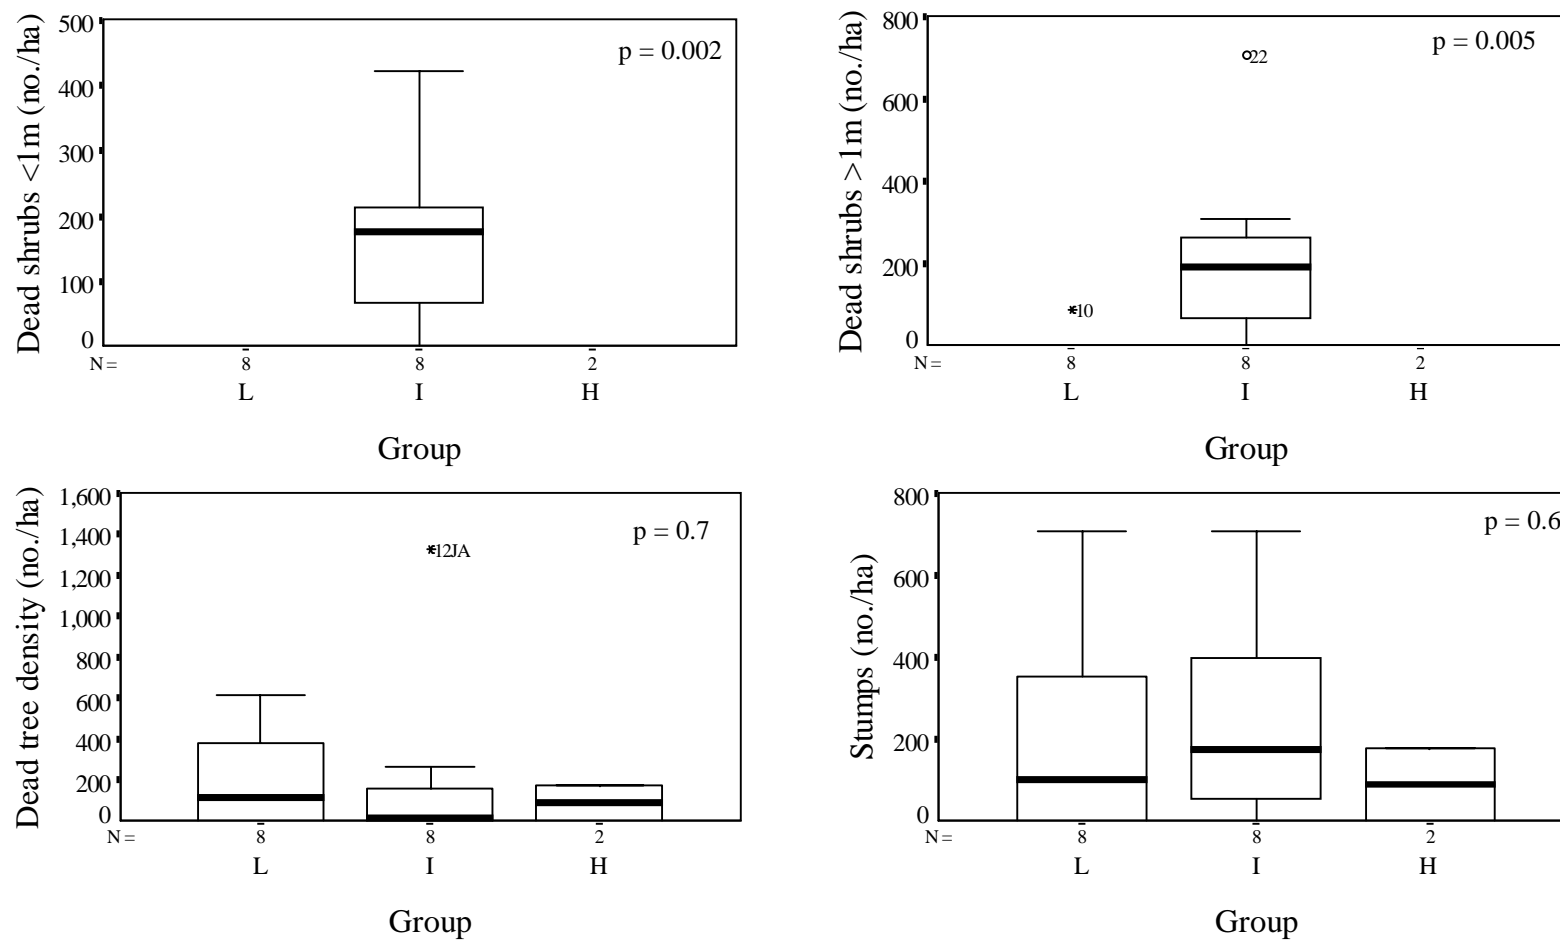 Dead shrubs <1m (no./ha)
500
400
300
200
100
0
p = 0.002
N =
8
8
2
L
I
H
Group
Dead shrubs >1m (no./ha)
800
600
400
200
0
p = 0.005
22
10
N =
8
8
2
L
I
H
Group
Dead tree density (no./ha)
1,600
1,400
1,200
1,000
800
600
400
200
0
p = 0.7
12JA
N =
8
8
2
L
I
H
Group
Stumps (no./ha)
800
600
400
200
0
p = 0.6
N =
8
8
2
L
I
H
Group